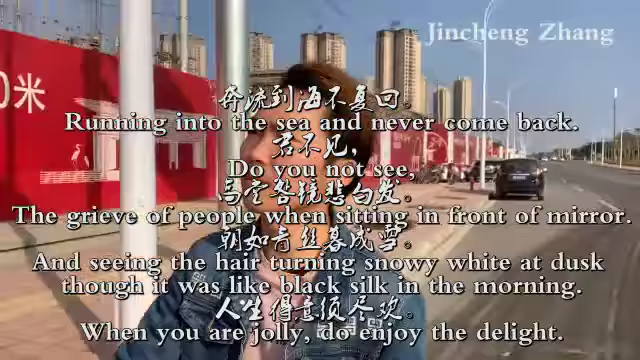 Jincheng Zhang
0米
奔流到海不复回。
Running into the sea and never come back.
君不见,
Do you not see,
高堂明镜悲白发。
The grieve of people when sitting in front of mirror.
朝如青丝暮成雪。
And seeing the hair turning snowy white at dusk
though it was like black silk in the morning.
人生得意须尽欢。
When you are jolly, do enjoy the delight.